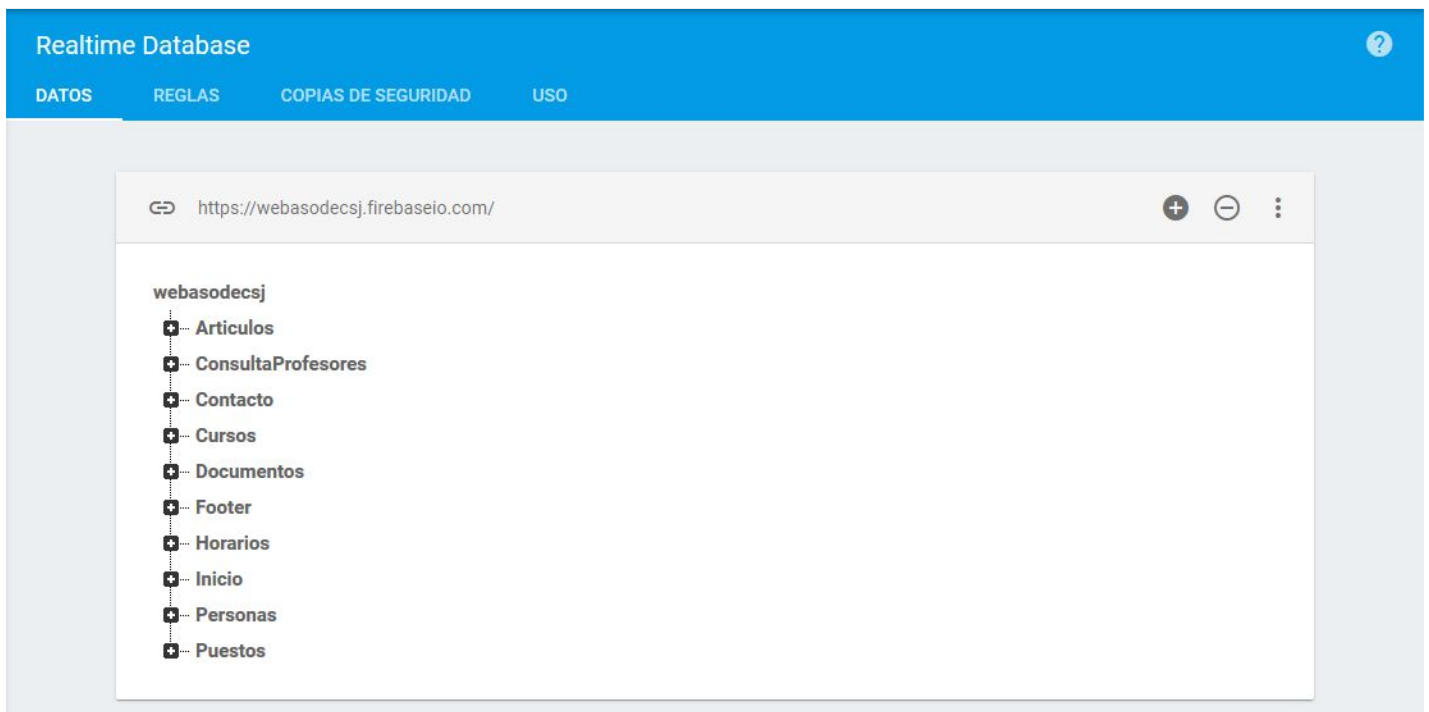 Realtime Database
DATOS REGLAS COPIAS DE SEGURIDAD USO
https://webasodecsj.firebaseio.com/
webasodecsj
Articulos
ConsultaProfesores
Contacto
Cursos
Documentos
Footer
Horarios
Inicio
Personas
Puestos